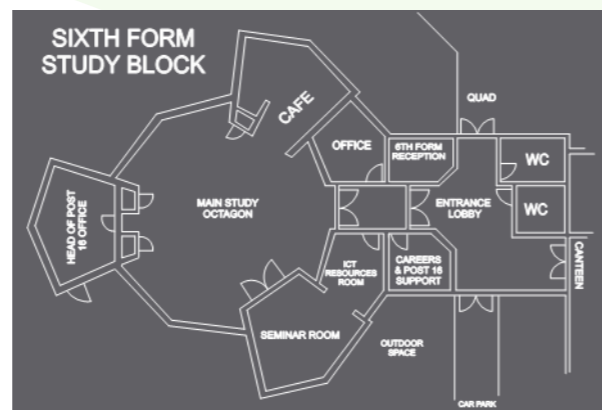 SIXTH FORM
STUDY BLOCK
CAFE
QUAD
OFFICE
6TH FORM
RECEPTION
WC
HEAD OF POST
16 OFFICE
MAIN STUDY
OCTAGON
ENTRANCE
LOBBY
WC
ICT
RESOURCES
ROOM
CAREERS
& POST 16
SUPPORT
CANTEEN
SEMINAR ROOM
OUTDOOR
SPACE
CAR PARK